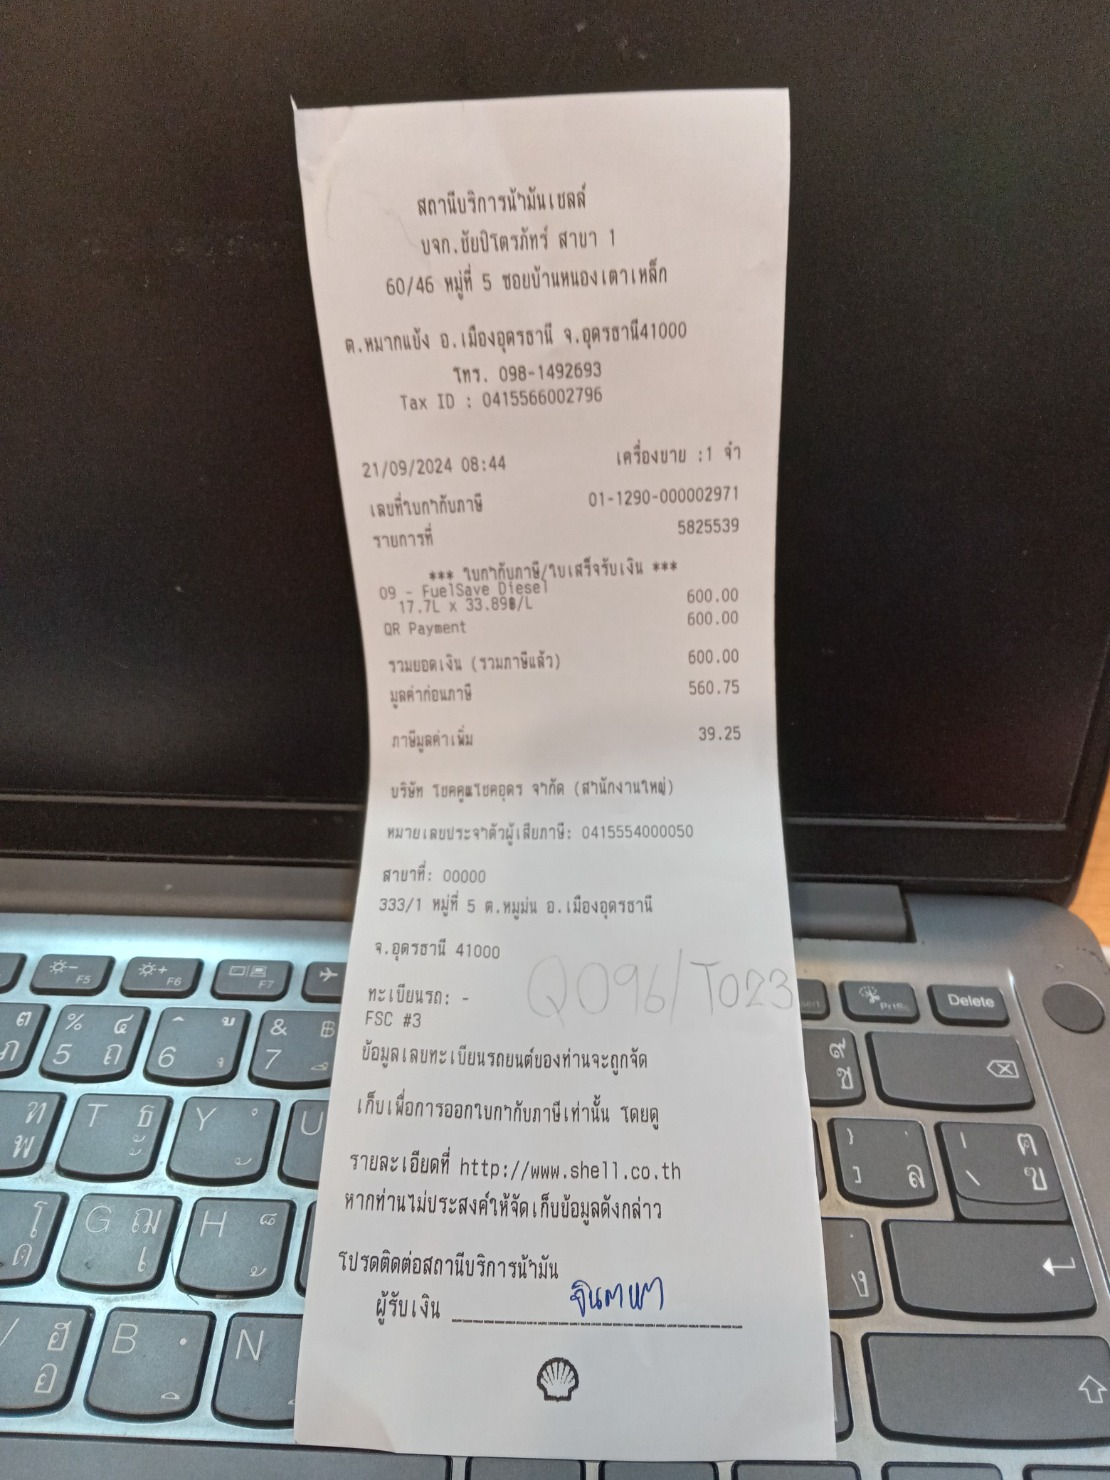 สถานีบริการน้ำมันเชลล์
บจก.ชัยปิโตรภัทร์ สาขา 1
60/46 หมู่ที่ 5 ซอยบ้านหนองเตาเหล็ก
ต.หมากแข้ง อ.เมืองอุดรธานี จ.อุดรธานี41000
โทร. 098-1492693
Tax ID : 0415566002796
21/09/2024 08:44 เครื่องขาย :1 จำ
เลขที่ใบกำกับภาษี 01-1290-000002971
รายการที่ 5825539
*** ใบกำกับภาษี/ใบเสร็จรับเงิน ***
09 - FuelSave Diesel 600.00
17.7L x 33.89฿/L
QR Payment 600.00
รวมยอดเงิน (รวมภาษีแล้ว) 600.00
มูลค่าก่อนภาษี 560.75
ภาษีมูลค่าเพิ่ม 39.25
บริษัท โชคคูณโชคอุดร จำกัด (สำนักงานใหญ่)
หมายเลขประจำตัวผู้เสียภาษี: 0415554000050
สาขาที่: 00000
333/1 หมู่ที่ 5 ต.หมูม่น อ.เมืองอุดรธานี
จ.อุดรธานี 41000
Q096/T023
ทะเบียนรถ: -
FSC #3
ข้อมูลเลขทะเบียนรถยนต์ของท่านจะถูกจัด
เก็บเพื่อการออกใบกำกับภาษีเท่านั้น โดยดู
รายละเอียดที่ http://www.shell.co.th
หากท่านไม่ประสงค์ให้จัดเก็บข้อมูลดังกล่าว
โปรดติดต่อสถานีบริการน้ำมัน
ผู้รับเงิน จินตหรา
F5 F6 F7 PrtSc Delete
% ๔ 5 ถ 6 ู & ฿ 7
T ธ Y U
G ฌ เ H
B N